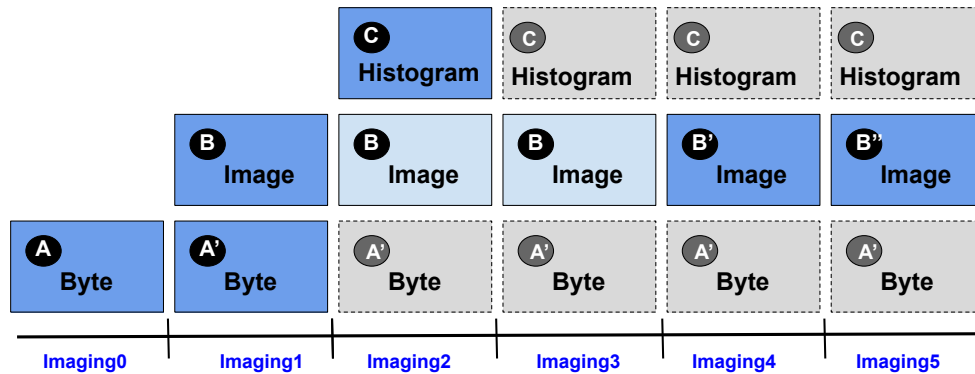 C C C C
Histogram Histogram Histogram Histogram
B B B B' B"
Image Image Image Image Image
A A' A' A' A' A'
Byte Byte Byte Byte Byte Byte
Imaging0 Imaging1 Imaging2 Imaging3 Imaging4 Imaging5